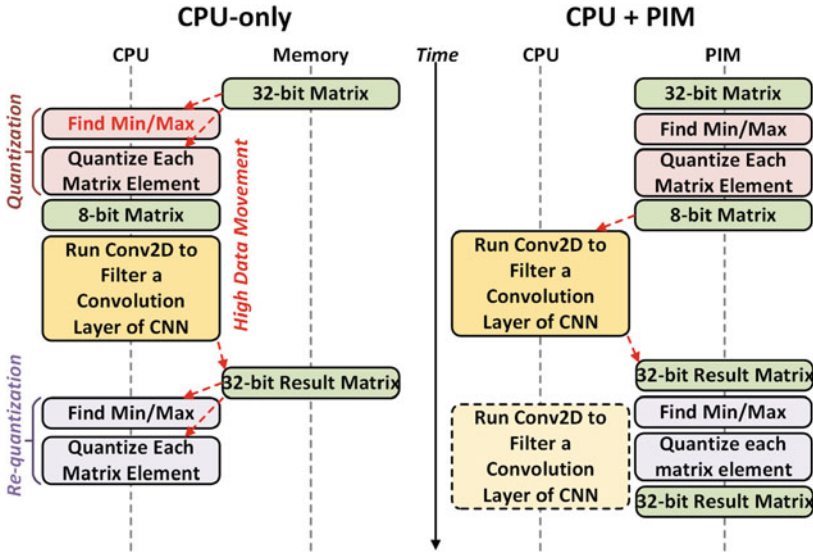 CPU-only
CPU + PIM
CPU
Memory
Time
CPU
PIM
Quantization
32-bit Matrix
Find Min/Max
Quantize Each
Matrix Element
8-bit Matrix
Run Conv2D to
Filter a
Convolution
Layer of CNN
High Data Movement
32-bit Result Matrix
Re-quantization
Find Min/Max
Quantize Each
Matrix Element
32-bit Matrix
Find Min/Max
Quantize Each
Matrix Element
8-bit Matrix
Run Conv2D to
Filter a
Convolution
Layer of CNN
32-bit Result Matrix
Run Conv2D to
Filter a
Convolution
Layer of CNN
Find Min/Max
Quantize each
matrix element
32-bit Result Matrix